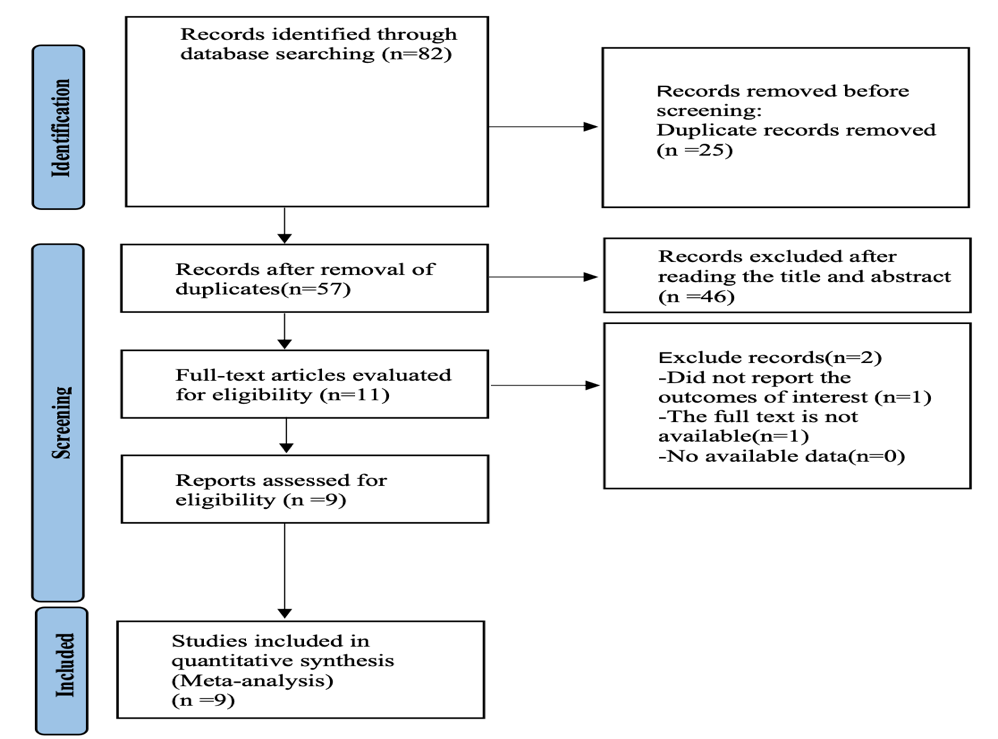 Identification
Records identified through
database searching (n=82)
Records removed before
screening:
Duplicate records removed
(n =25)
Screening
Records after removal of
duplicates(n=57)
Records excluded after
reading the title and abstract
(n =46)
Full-text articles evaluated
for eligibility (n=11)
Exclude records(n=2)
-Did not report the
outcomes of interest (n=1)
-The full text is not
available(n=1)
-No available data(n=0)
Reports assessed for
eligibility (n =9)
Included
Studies included in
quantitative synthesis
(Meta-analysis)
(n =9)